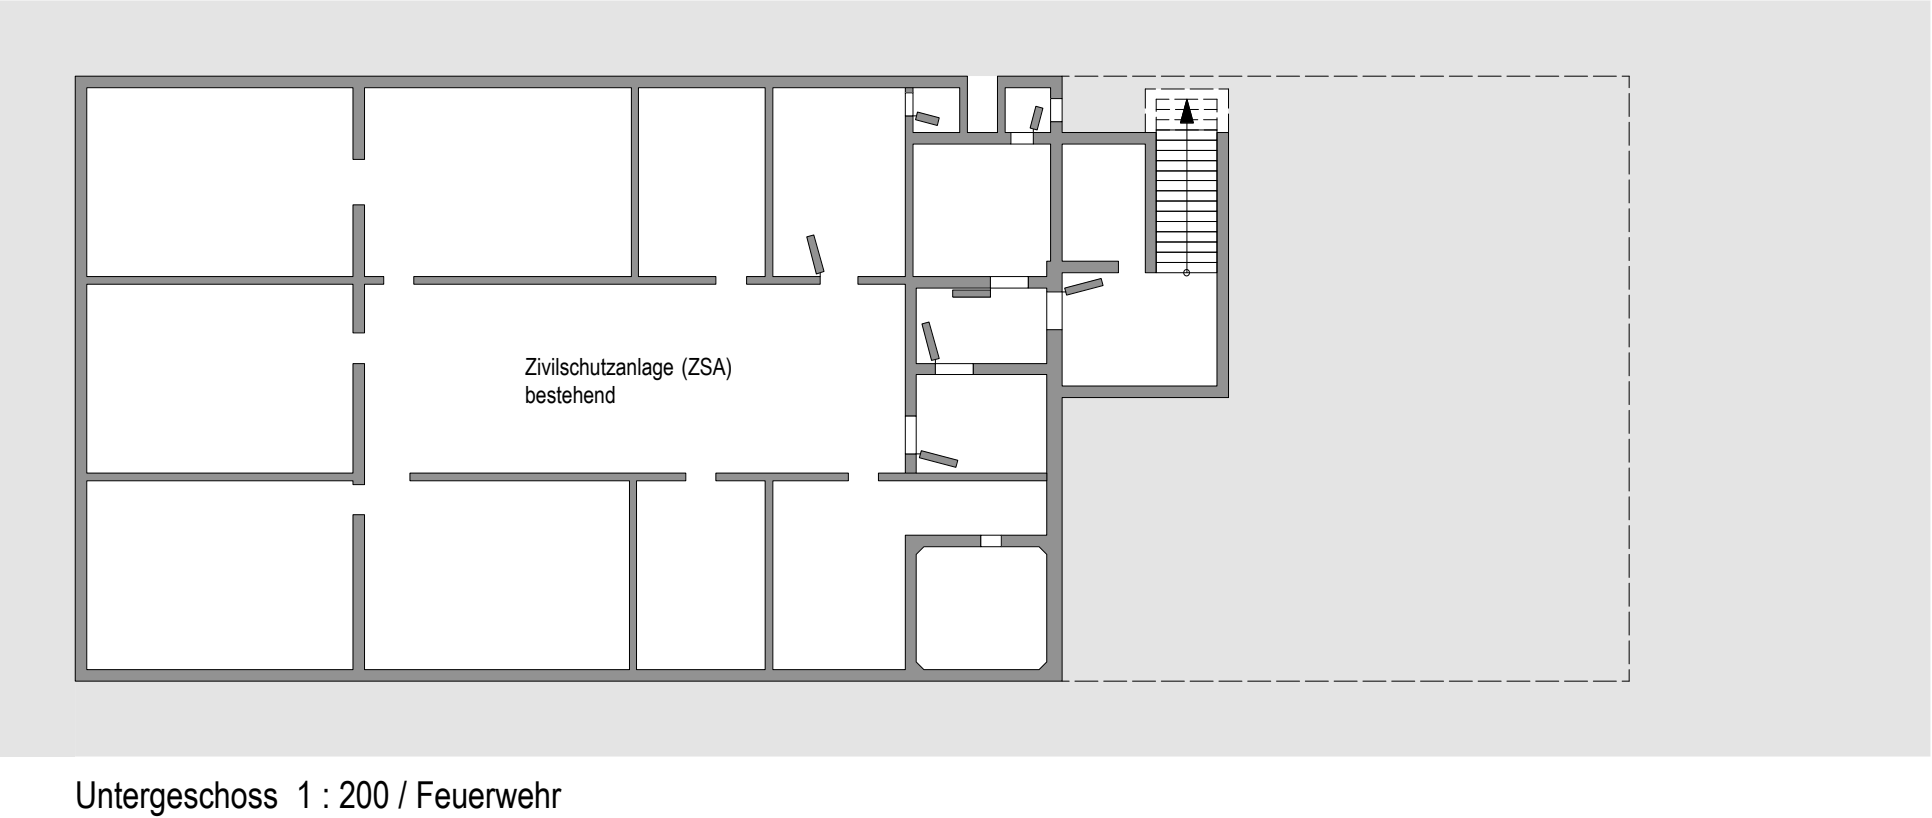 Zivilschutzanlage (ZSA)
bestehend
Untergeschoss 1 : 200 / Feuerwehr